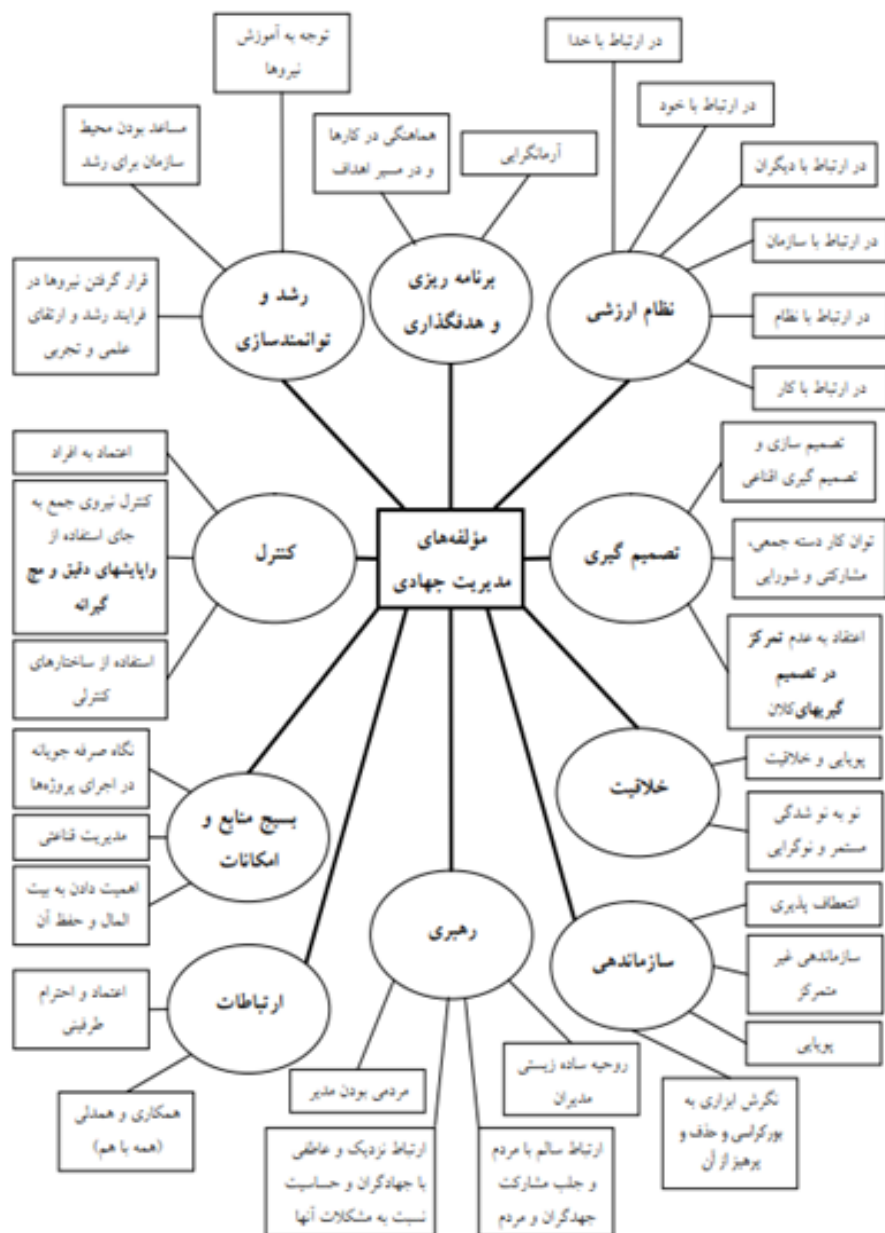 مؤلفه‌های
مدیریت جهادی
نظام ارزشی
در ارتباط با خدا
در ارتباط با خود
در ارتباط با دیگران
در ارتباط با سازمان
در ارتباط با نظام
در ارتباط با کار
برنامه ریزی
و هدفگذاری
آرمانگرایی
هماهنگی در کارها
و در مسیر اهداف
رشد و
توانمندسازی
توجه به آموزش
نیروها
مساعد بودن محیط
سازمان برای رشد
قرار گرفتن نیروها در
فرایند رشد و ارتقای
علمی و تجربی
تصمیم گیری
تصمیم سازی و
تصمیم گیری اقناعی
توان کار دسته جمعی،
مشارکتی و شورایی
اعتقاد به عدم تمرکز
در تصمیم
گیریهای‌کلان
کنترل
اعتماد به افراد
کنترل نیروی جمع به
جای استفاده از
واپایشهای دقیق و مچ
گیرانه
استفاده از ساختارهای
کنترلی
خلاقیت
پویایی و خلاقیت
نو به نو شدگی
مستمر و نوگرایی
بسیج منابع و
امکانات
نگاه صرفه جویانه
در اجرای پروژه‌ها
مدیریت قناعتی
اهمیت دادن به بیت
المال و حفظ آن
سازماندهی
انتعطاف پذیری
سازماندهی غیر
متمرکز
پویایی
نگرش ابزاری به
بورکراسی و حذف و
پرهیز از آن
رهبری
روحیه ساده زیستی
مدیران
ارتباط سالم با مردم
و جلب مشارکت
جهدگران و مردم
ارتباط نزدیک و عاطفی
با جهادگران و حساسیت
نسبت به مشکلات آنها
مردمی بودن مدیر
ارتباطات
اعتماد و احترام
طرفینی
همکاری و همدلی
(همه با هم)